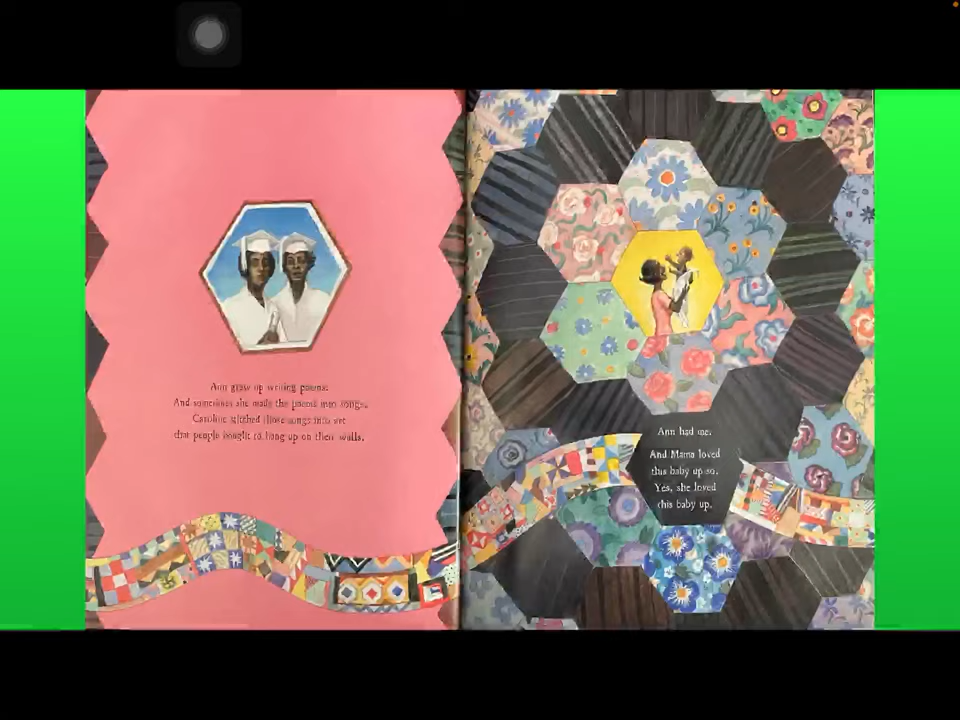 Ann grew up writing poems.
And sometimes she made the poems into songs.
Caroline stitched those songs into art
that people bought to hang up on their walls.
Ann had me.
And Mama loved
this baby up so.
Yes, she loved
this baby up.